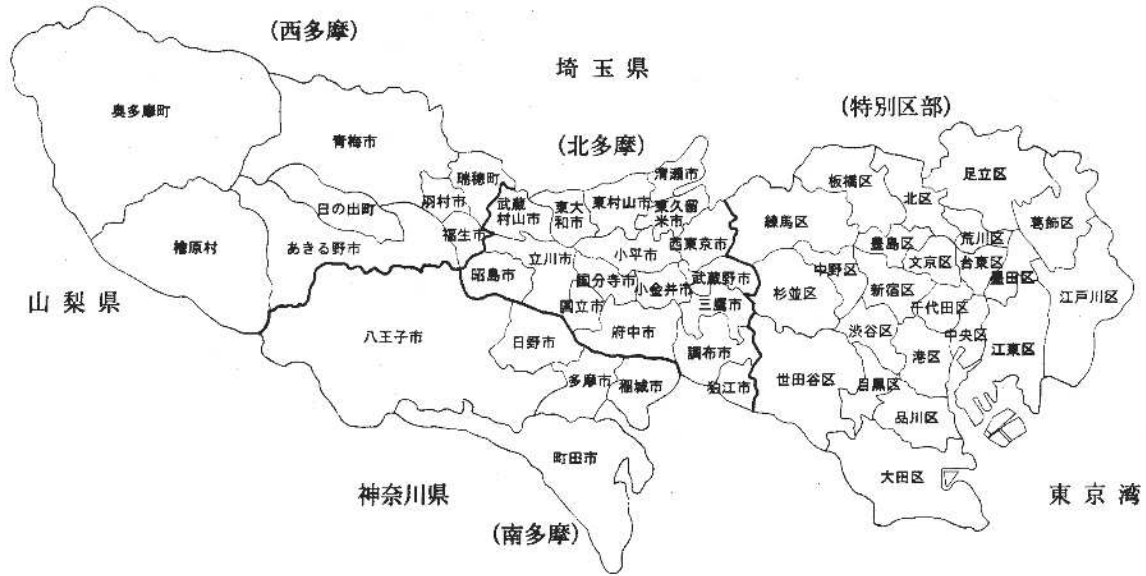 (西多摩)
埼玉県
(特別区部)
奥多摩町
青梅市
(北多摩)
清瀬市
足立区
板橋区
瑞穂町
北区
羽村市
武蔵
村山市
東大
和市
東村山市
東久留
米市
練馬区
葛飾区
日の出町
檜原村
あきる野市
福生市
立川市
小平市
西東京市
豊島区
荒川区
文京区
台東区
墨田区
昭島市
国分寺市
小金井市
武蔵野市
中野区
杉並区
新宿区
千代田区
江戸川区
山梨県
国立市
三鷹市
八王子市
日野市
府中市
調布市
渋谷区
中央区
港区
江東区
多摩市
稲城市
狛江市
世田谷区
目黒区
品川区
町田市
大田区
神奈川県
東京湾
(南多摩)